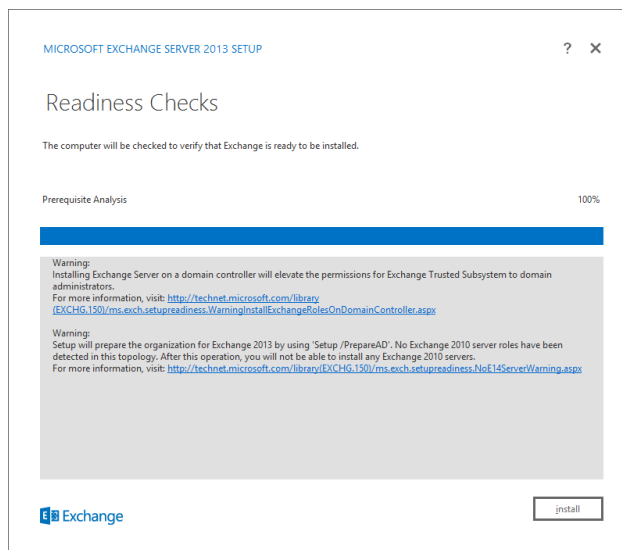 MICROSOFT EXCHANGE SERVER 2013 SETUP ? ✕
Readiness Checks
The computer will be checked to verify that Exchange is ready to be installed.
Prerequisite Analysis 100%
Warning:
Installing Exchange Server on a domain controller will elevate the permissions for Exchange Trusted Subsystem to domain
administrators.
For more information, visit: http://technet.microsoft.com/library
(EXCHG.150)/ms.exch.setupreadiness.WarningInstallExchangeRolesOnDomainController.aspx
Warning:
Setup will prepare the organization for Exchange 2013 by using 'Setup /PrepareAD'. No Exchange 2010 server roles have been
detected in this topology. After this operation, you will not be able to install any Exchange 2010 servers.
For more information, visit: http://technet.microsoft.com/library(EXCHG.150)/ms.exch.setupreadiness.NoE14ServerWarning.aspx
E Exchange
install